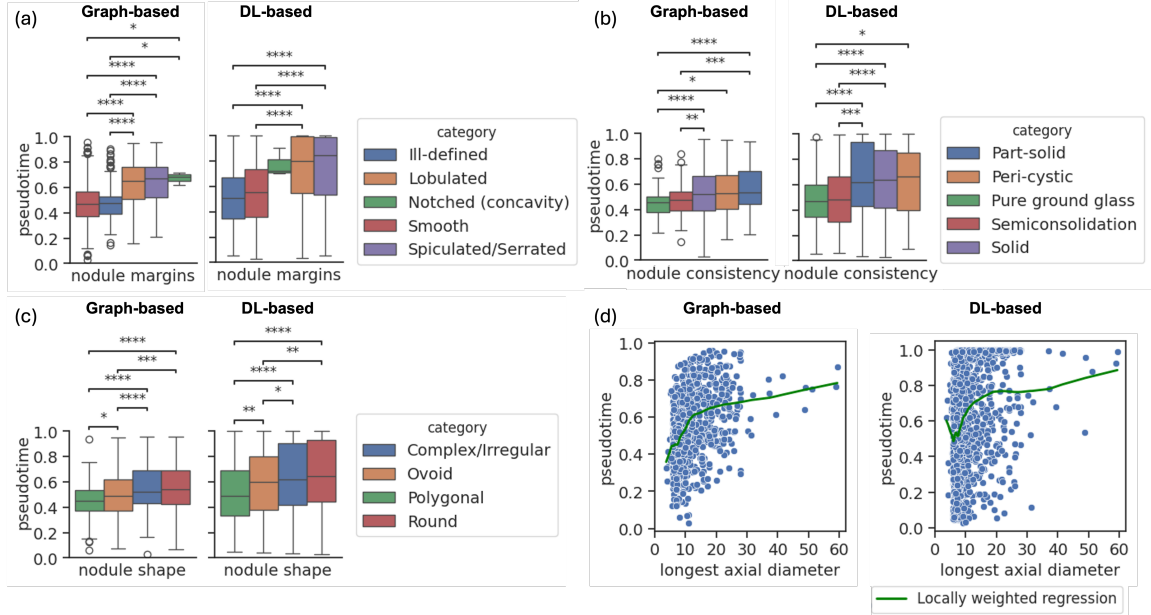 (a)
Graph-based
DL-based
*
*
****
****
****
****
****
****
****
****
pseudotime
1.0
0.8
0.6
0.4
0.2
0.0
nodule margins
nodule margins
category
Ill-defined
Lobulated
Notched (concavity)
Smooth
Spiculated/Serrated
(b)
Graph-based
DL-based
****
***
*
****
**
*
****
****
****
***
pseudotime
1.0
0.8
0.6
0.4
0.2
0.0
nodule consistency
nodule consistency
category
Part-solid
Peri-cystic
Pure ground glass
Semiconsolidation
Solid
(c)
Graph-based
DL-based
****
***
****
****
*
****
**
****
*
**
pseudotime
1.0
0.8
0.6
0.4
0.2
0.0
nodule shape
nodule shape
category
Complex/Irregular
Ovoid
Polygonal
Round
(d)
Graph-based
DL-based
pseudotime
1.0
0.8
0.6
0.4
0.2
0.0
0 10 20 30 40 50 60
longest axial diameter
pseudotime
1.0
0.8
0.6
0.4
0.2
0.0
0 10 20 30 40 50 60
longest axial diameter
Locally weighted regression